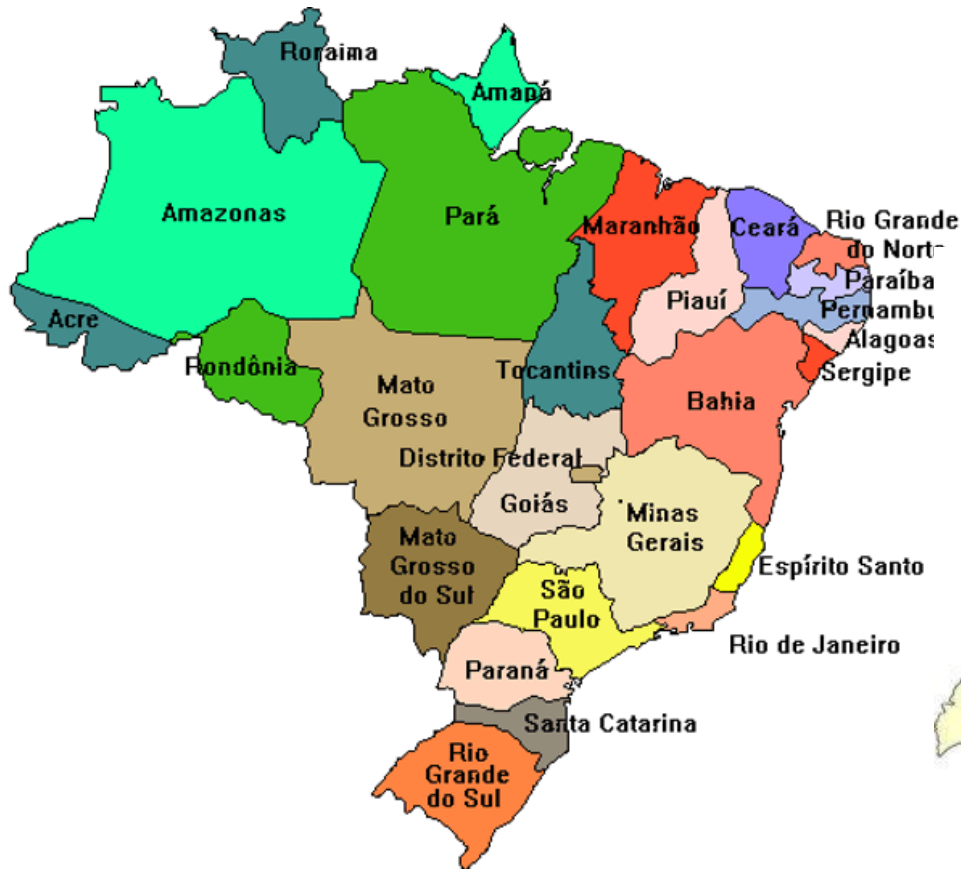 Roraima
Amapá
Amazonas
Pará
Maranhão
Ceará
Rio Grande
do Nort
Paraíba
Piauí
Pernambu
Acre
Alagoas
Rondônia
Tocantins
Sergipe
Mato
Grosso
Bahia
Distrito Federal
Goiás
Minas
Gerais
Mato
Grosso
do Sul
Espírito Santo
São
Paulo
Rio de Janeiro
Paraná
Santa Catarina
Rio
Grande
do Sul